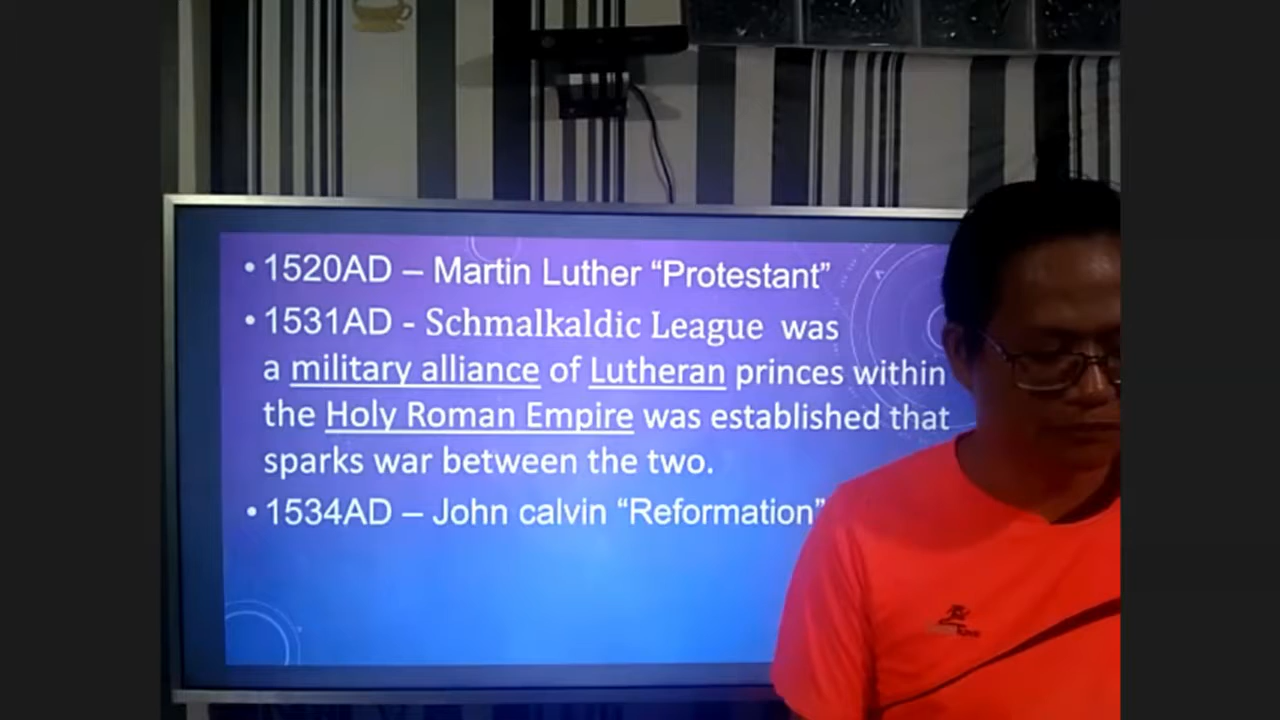 • 1520AD – Martin Luther “Protestant”
• 1531AD - Schmalkaldic League was
a military alliance of Lutheran princes within
the Holy Roman Empire was established that
sparks war between the two.
• 1534AD – John calvin “Reformation”